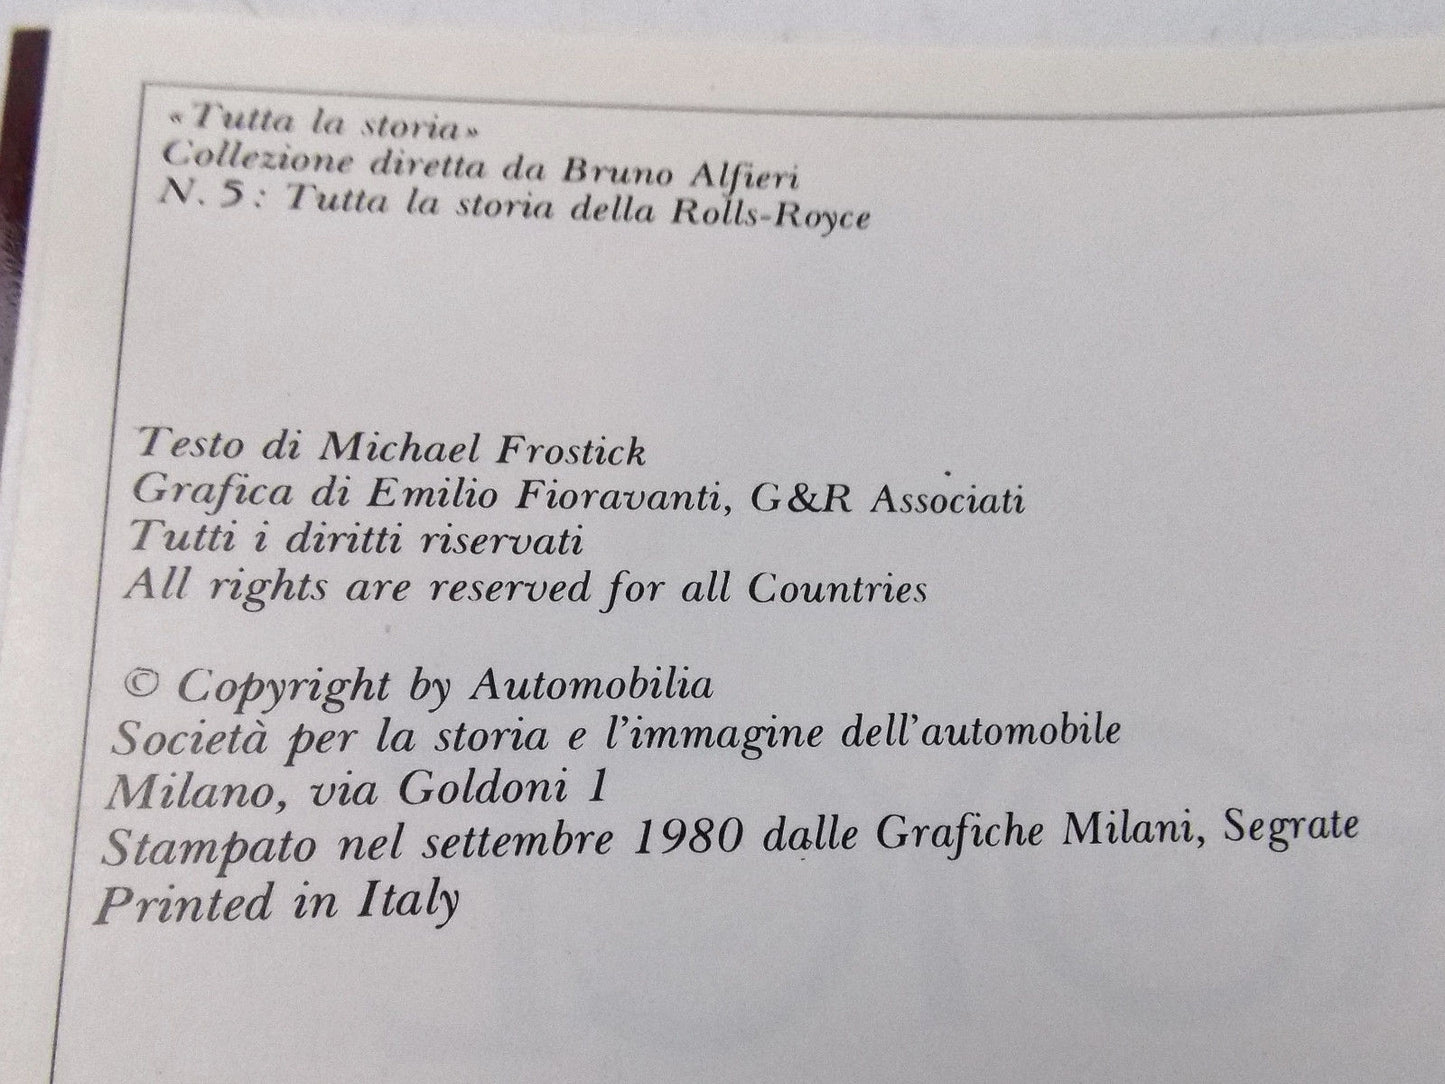 «Tutta la storia»
Collezione diretta da Bruno Alfieri
N. 5: Tutta la storia della Rolls-Royce
Testo di Michael Frostick
Grafica di Emilio Fioravanti, G&R Associati
Tutti i diritti riservati
All rights are reserved for all Countries
© Copyright by Automobilia
Società per la storia e l'immagine dell'automobile
Milano, via Goldoni 1
Stampato nel settembre 1980 dalle Grafiche Milani, Segrate
Printed in Italy